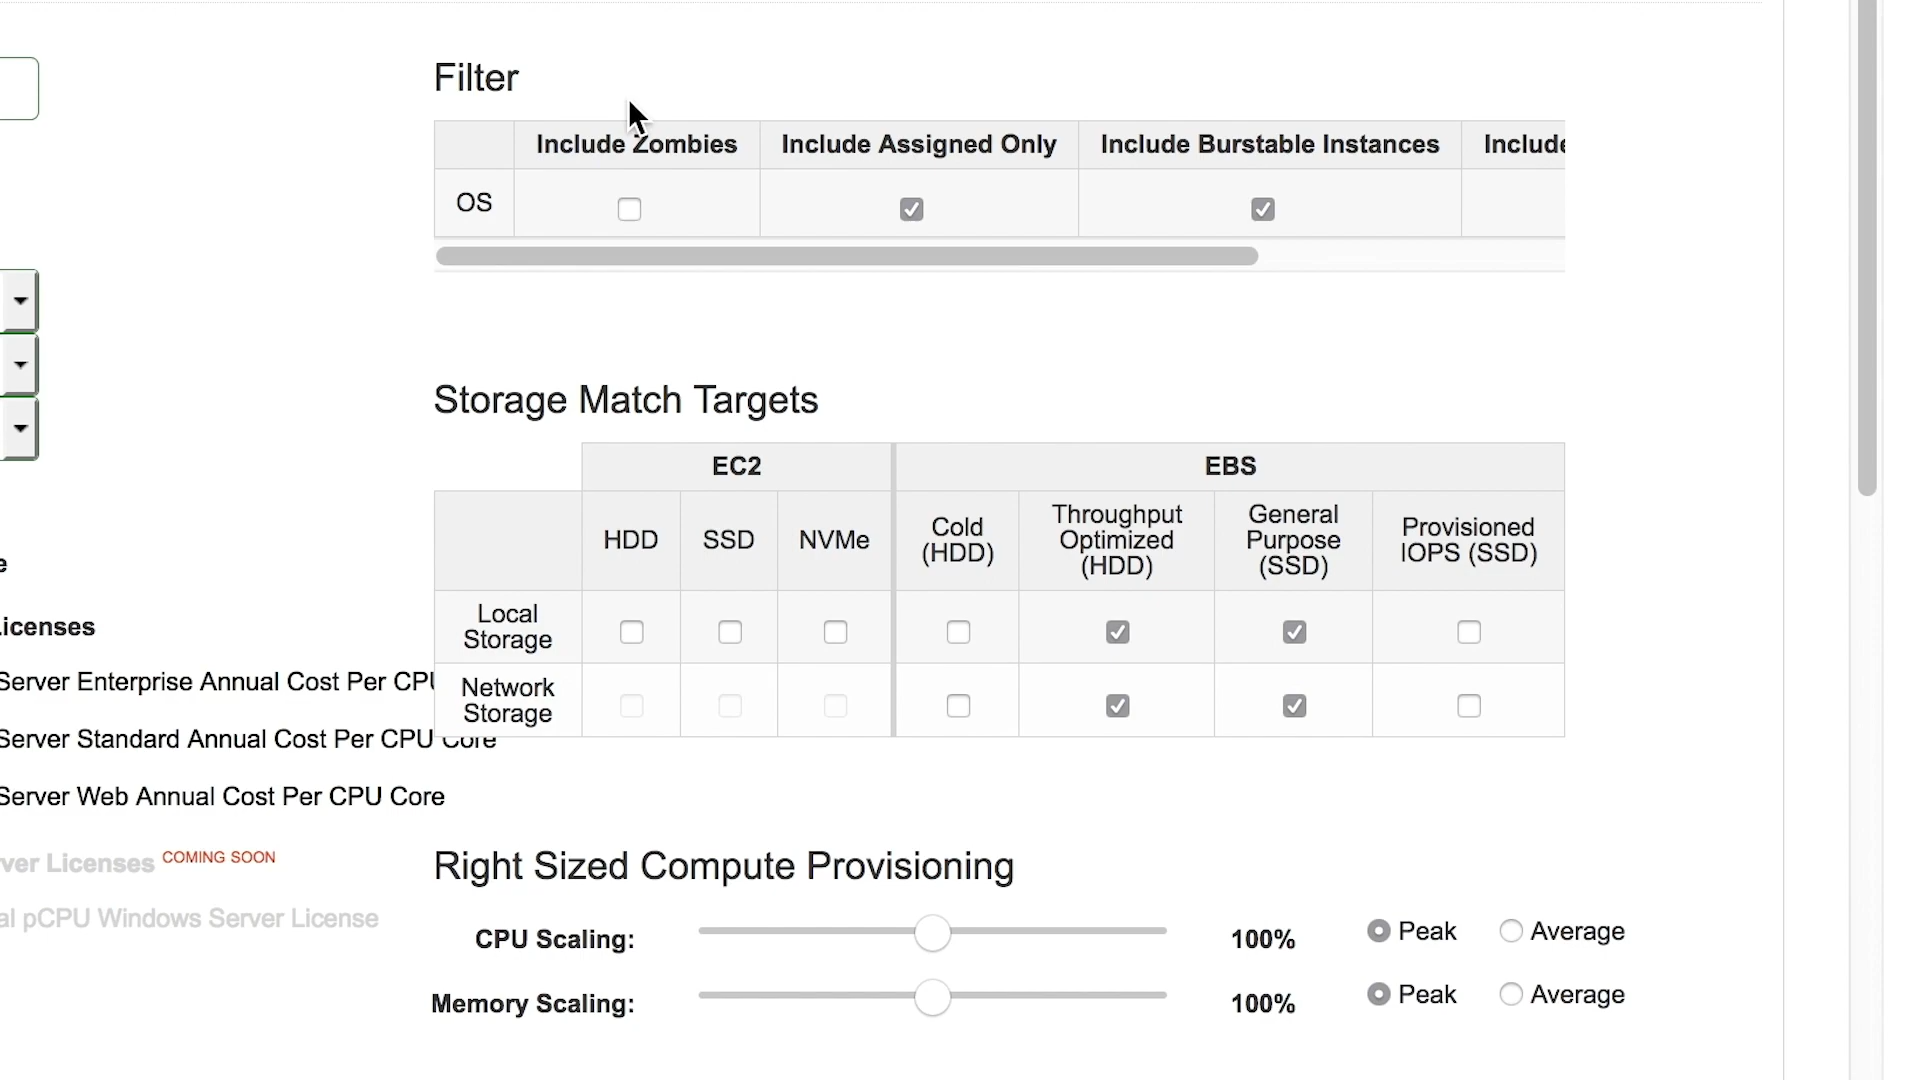 Filter
Include Zombies Include Assigned Only Include Burstable Instances Include
OS
Storage Match Targets
EC2 EBS
HDD SSD NVMe Cold (HDD) Throughput Optimized (HDD) General Purpose (SSD) Provisioned IOPS (SSD)
Local Storage
Network Storage
e
icenses
Server Enterprise Annual Cost Per CPU
Server Standard Annual Cost Per CPU Core
Server Web Annual Cost Per CPU Core
ver Licenses COMING SOON
al pCPU Windows Server License
Right Sized Compute Provisioning
CPU Scaling: 100% Peak Average
Memory Scaling: 100% Peak Average